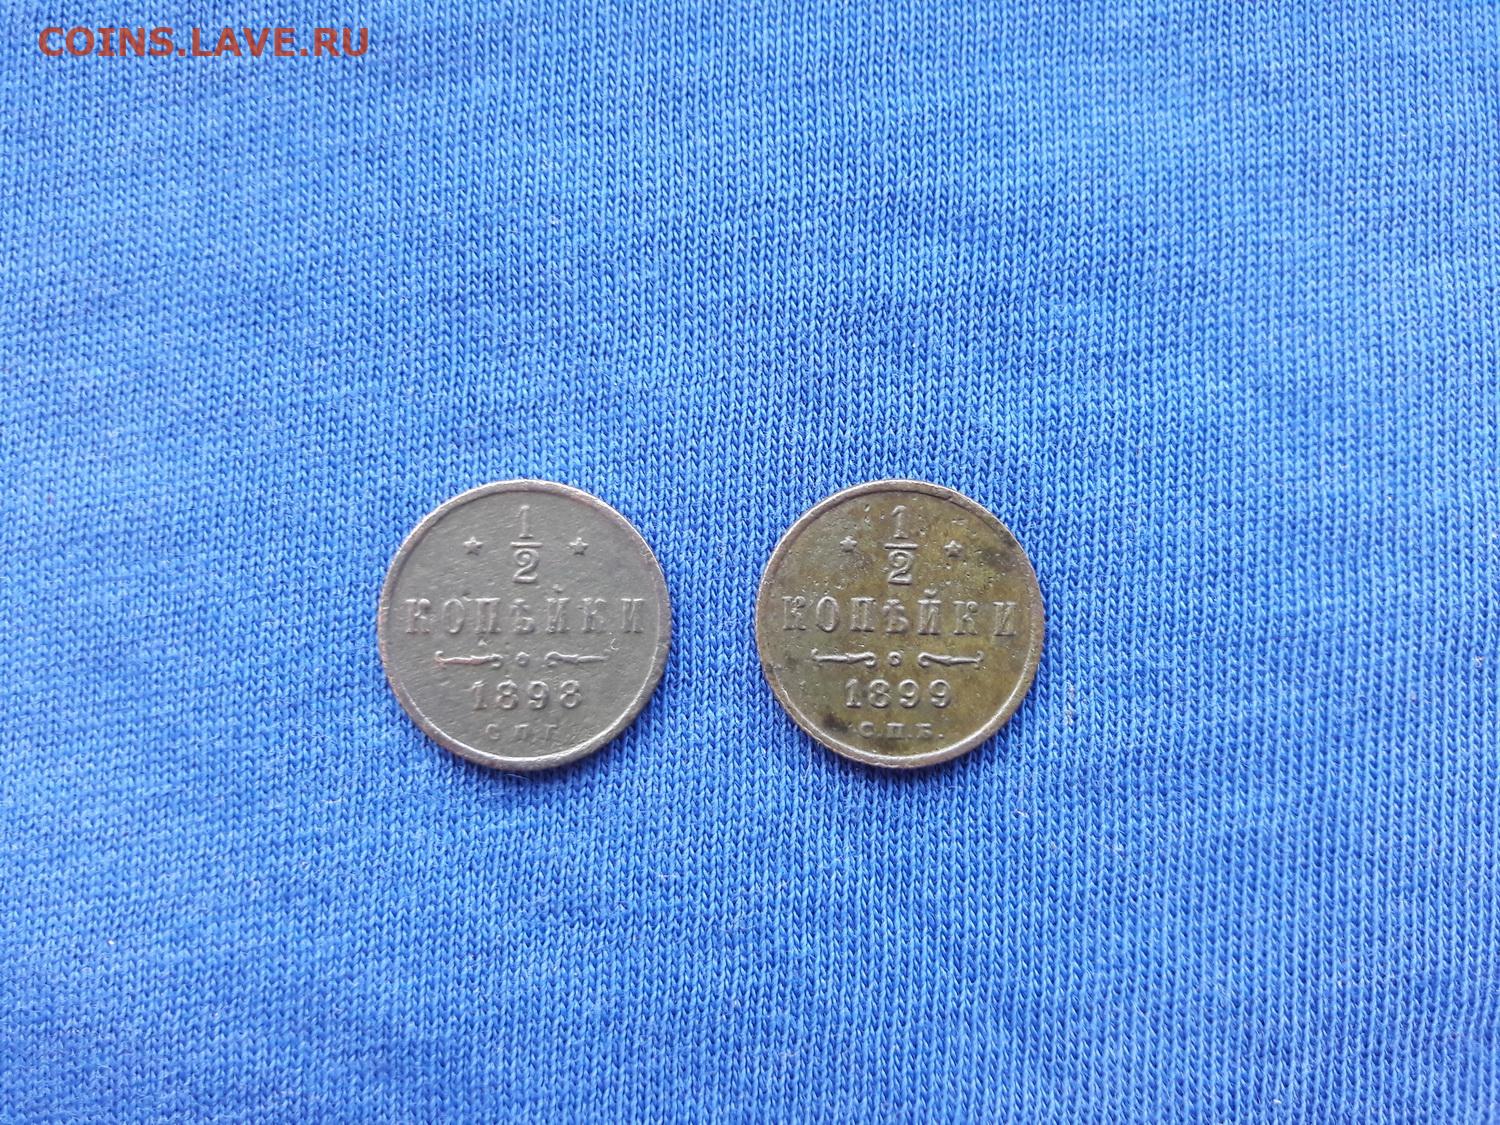 COINS.LAVE.RU
1
2
КОПѢЙКИ
1898
С.П.
1
2
КОПѢЙКИ
1899
С.П.Б.